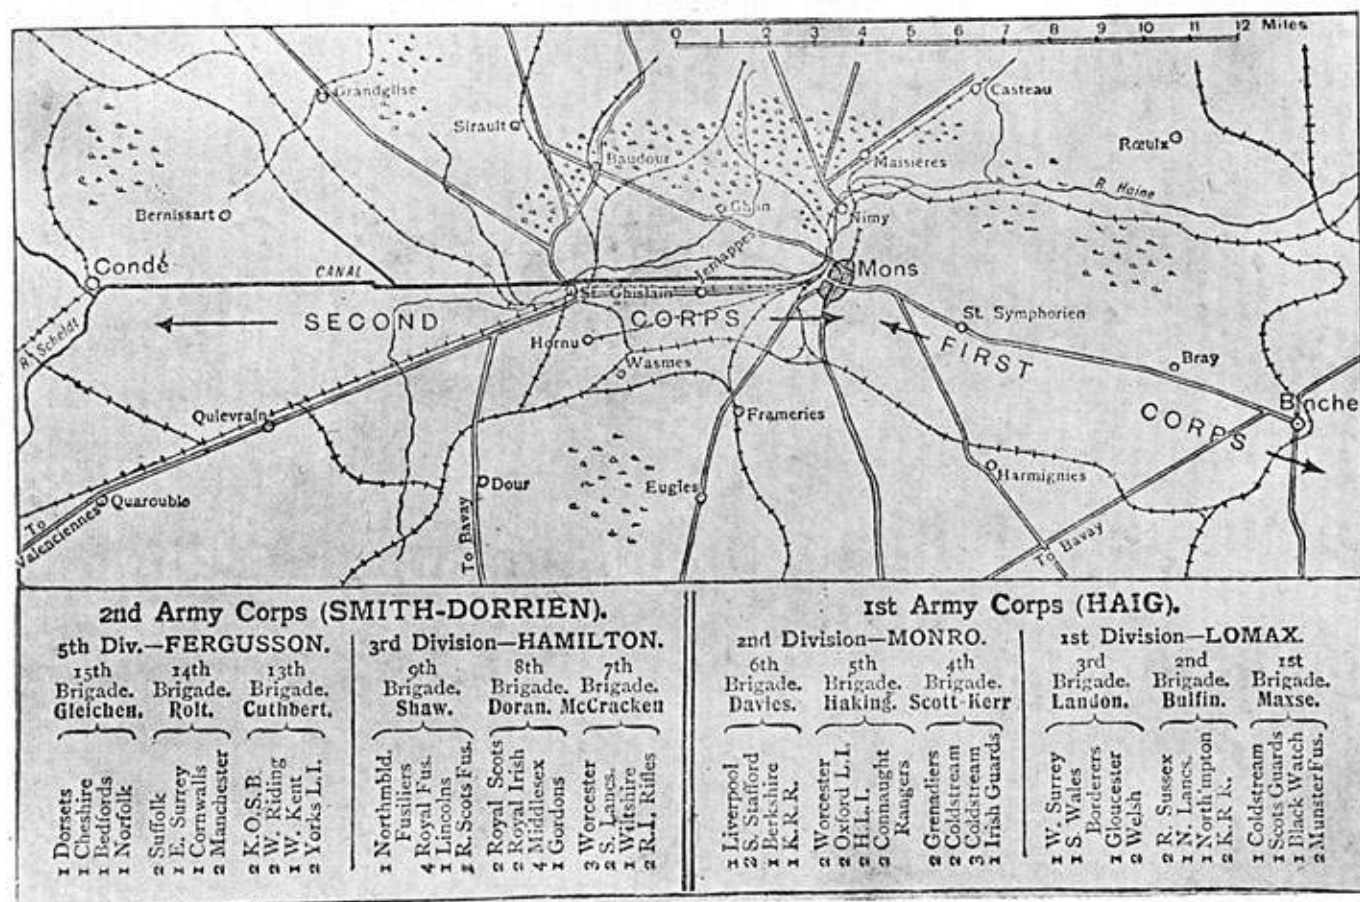 0 1 2 3 4 5 6 7 8 9 10 11 12 Miles
Grandglise
Casteau
Sirault
Rœulx
Baudour
Maisières
R. Haine
Bernissart
Ghlin
Nimy
Condé
CANAL
Jemappes
Mons
St. Ghislain
SECOND CORPS
St. Symphorien
R. Scheldt
Hornu
FIRST CORPS
Wasmes
Bray
Binche
Quievrain
Frameries
Harmignies
Dour
Eugles
Quarouble
To Valenciennes
To Bavay
To Bavay
2nd Army Corps (SMITH-DORRIEN).
5th Div.—FERGUSSON.
15th Brigade. Gleichen.
1 Dorsets
1 Cheshire
1 Bedfords
1 Norfolk
14th Brigade. Rolt.
2 Suffolk
1 E. Surrey
1 Cornwalls
2 Manchester
13th Brigade. Cuthbert.
2 K.O.S.B.
2 W. Riding
1 W. Kent
2 Yorks L.I.
3rd Division—HAMILTON.
9th Brigade. Shaw.
1 Northmbld. Fusiliers
4 Royal Fus.
1 Lincolns
1 R. Scots Fus.
8th Brigade. Doran.
2 Royal Scots
2 Royal Irish
4 Middlesex
1 Gordons
7th Brigade. McCracken
3 Worcester
2 S. Lancs.
1 Wiltshire
2 R.I. Rifles
1st Army Corps (HAIG).
2nd Division—MONRO.
6th Brigade. Davies.
1 Liverpool
2 S. Stafford
1 Berkshire
1 K.R.R.
5th Brigade. Haking.
2 Worcester
2 Oxford L.I.
2 H.L.I.
2 Connaught Rangers
4th Brigade. Scott-Kerr
2 Grenadiers
2 Coldstream
3 Coldstream
1 Irish Guards
1st Division—LOMAX.
3rd Brigade. Landon.
1 W. Surrey
1 S. Wales Borderers
1 Gloucester
2 Welsh
2nd Brigade. Bulfin.
2 R. Sussex
1 N. Lancs.
1 North'mpton
2 K.R.R.
1st Brigade. Maxse.
1 Coldstream
1 Scots Guards
1 Black Watch
2 Munster Fus.